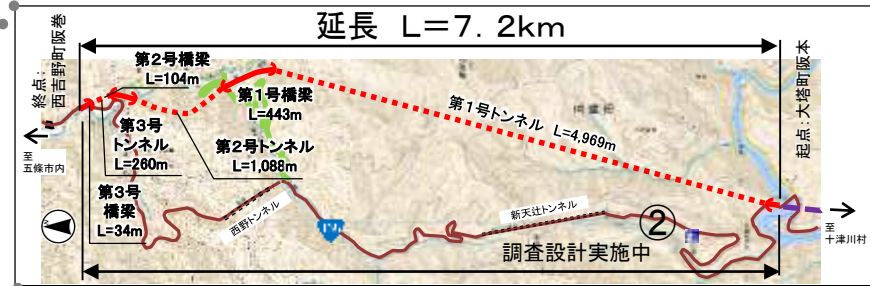 延長 L=7.2km
終点:
西吉野町阪巻
第2号橋梁
L=104m
第1号橋梁
L=443m
第1号トンネル L=4,969m
起点:大塔町阪本
第3号
トンネル
L=260m
第2号トンネル
L=1,088m
至
五條市内
第3号
橋梁
L=34m
西野トンネル
新天辻トンネル
②
調査設計実施中
至
十津川村